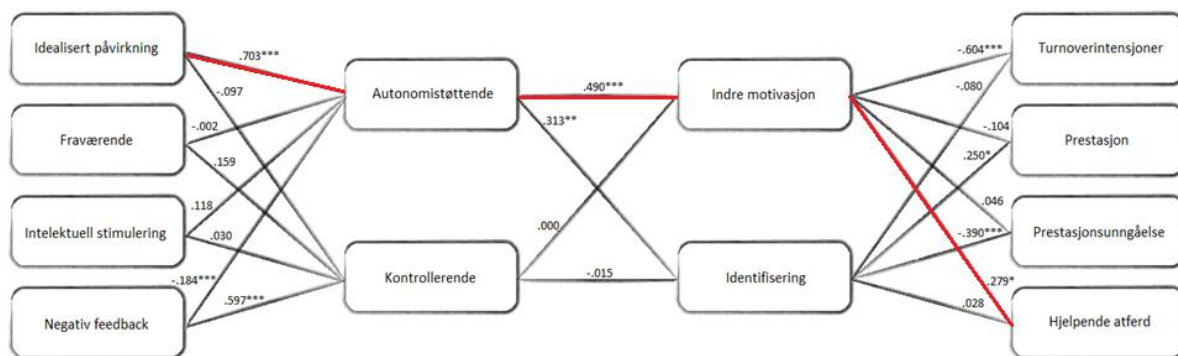 Idealisert påvirkning
Fraværende
Intelektuell stimulering
Negativ feedback
.703***
-.097
-.002
.159
.118
.030
-.184***
.597***
Autonomistøttende
Kontrollerende
.490***
.313**
.000
-.015
Indre motivasjon
Identifisering
-.604***
-.080
-.104
.250*
.046
-.390***
.279*
.028
Turnoverintensjoner
Prestasjon
Prestasjonsunngåelse
Hjelpende atferd